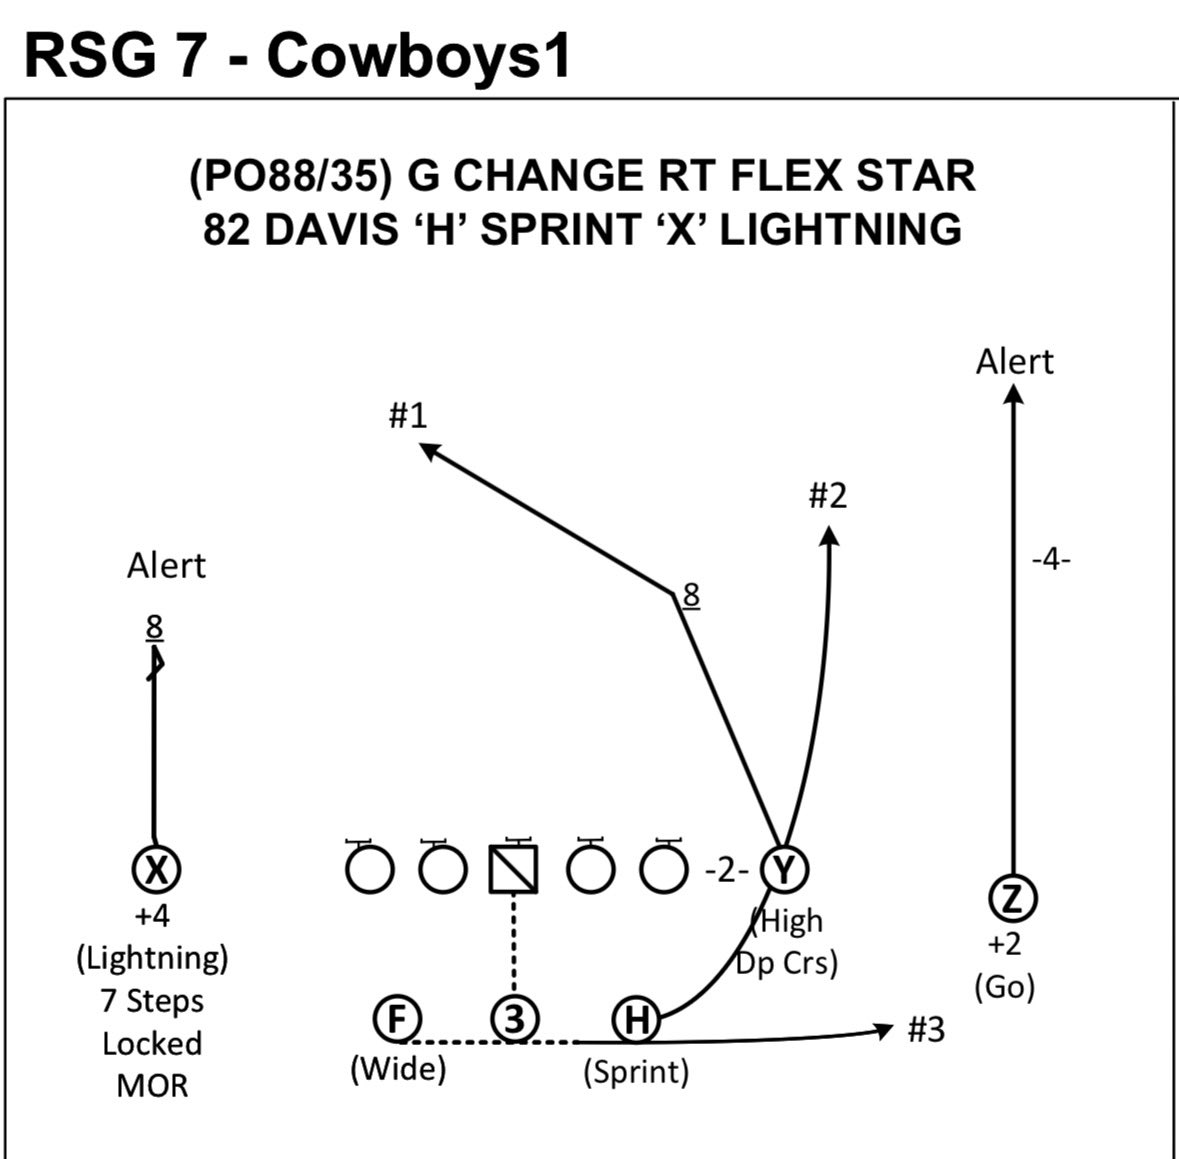 RSG 7 - Cowboys1
(PO88/35) G CHANGE RT FLEX STAR
82 DAVIS ‘H’ SPRINT ‘X’ LIGHTNING
Alert
#1
#2
Alert
-4-
8
8
X
-2-
Y
Z
+4
(Lightning)
7 Steps
Locked
MOR
(High
Dp Crs)
+2
(Go)
F
3
H
#3
(Wide)
(Sprint)